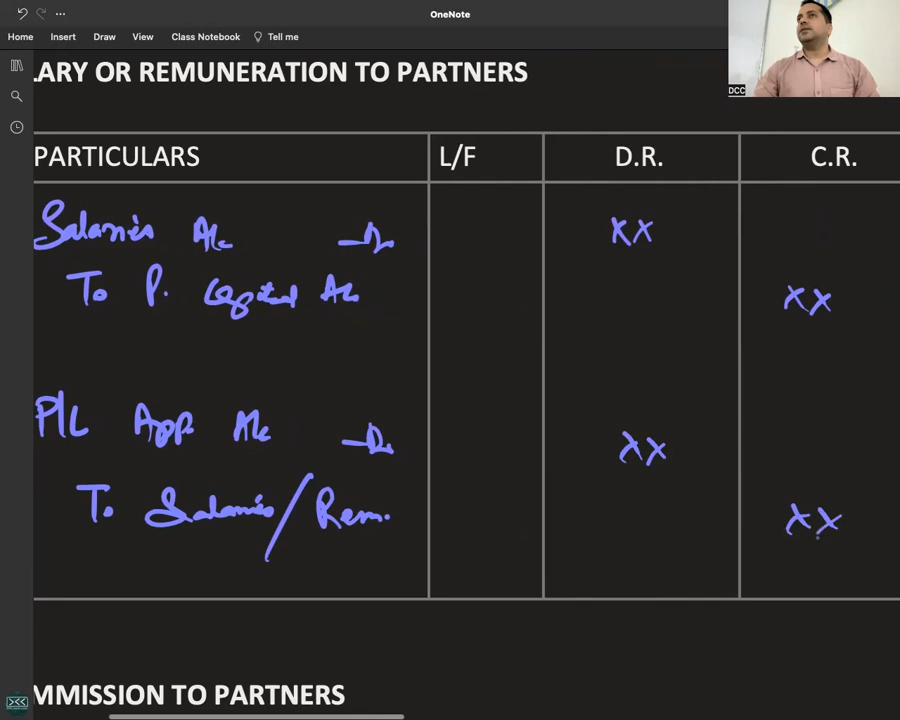 OneNote
Home Insert Draw View Class Notebook Tell me
LARY OR REMUNERATION TO PARTNERS
DCC
PARTICULARS L/F D.R. C.R.
Salaries A/c Dr xx
To P. Capital A/c xx
P/L App. A/c Dr xx
To Salaries/Rem. xx
MMISSION TO PARTNERS
DCC